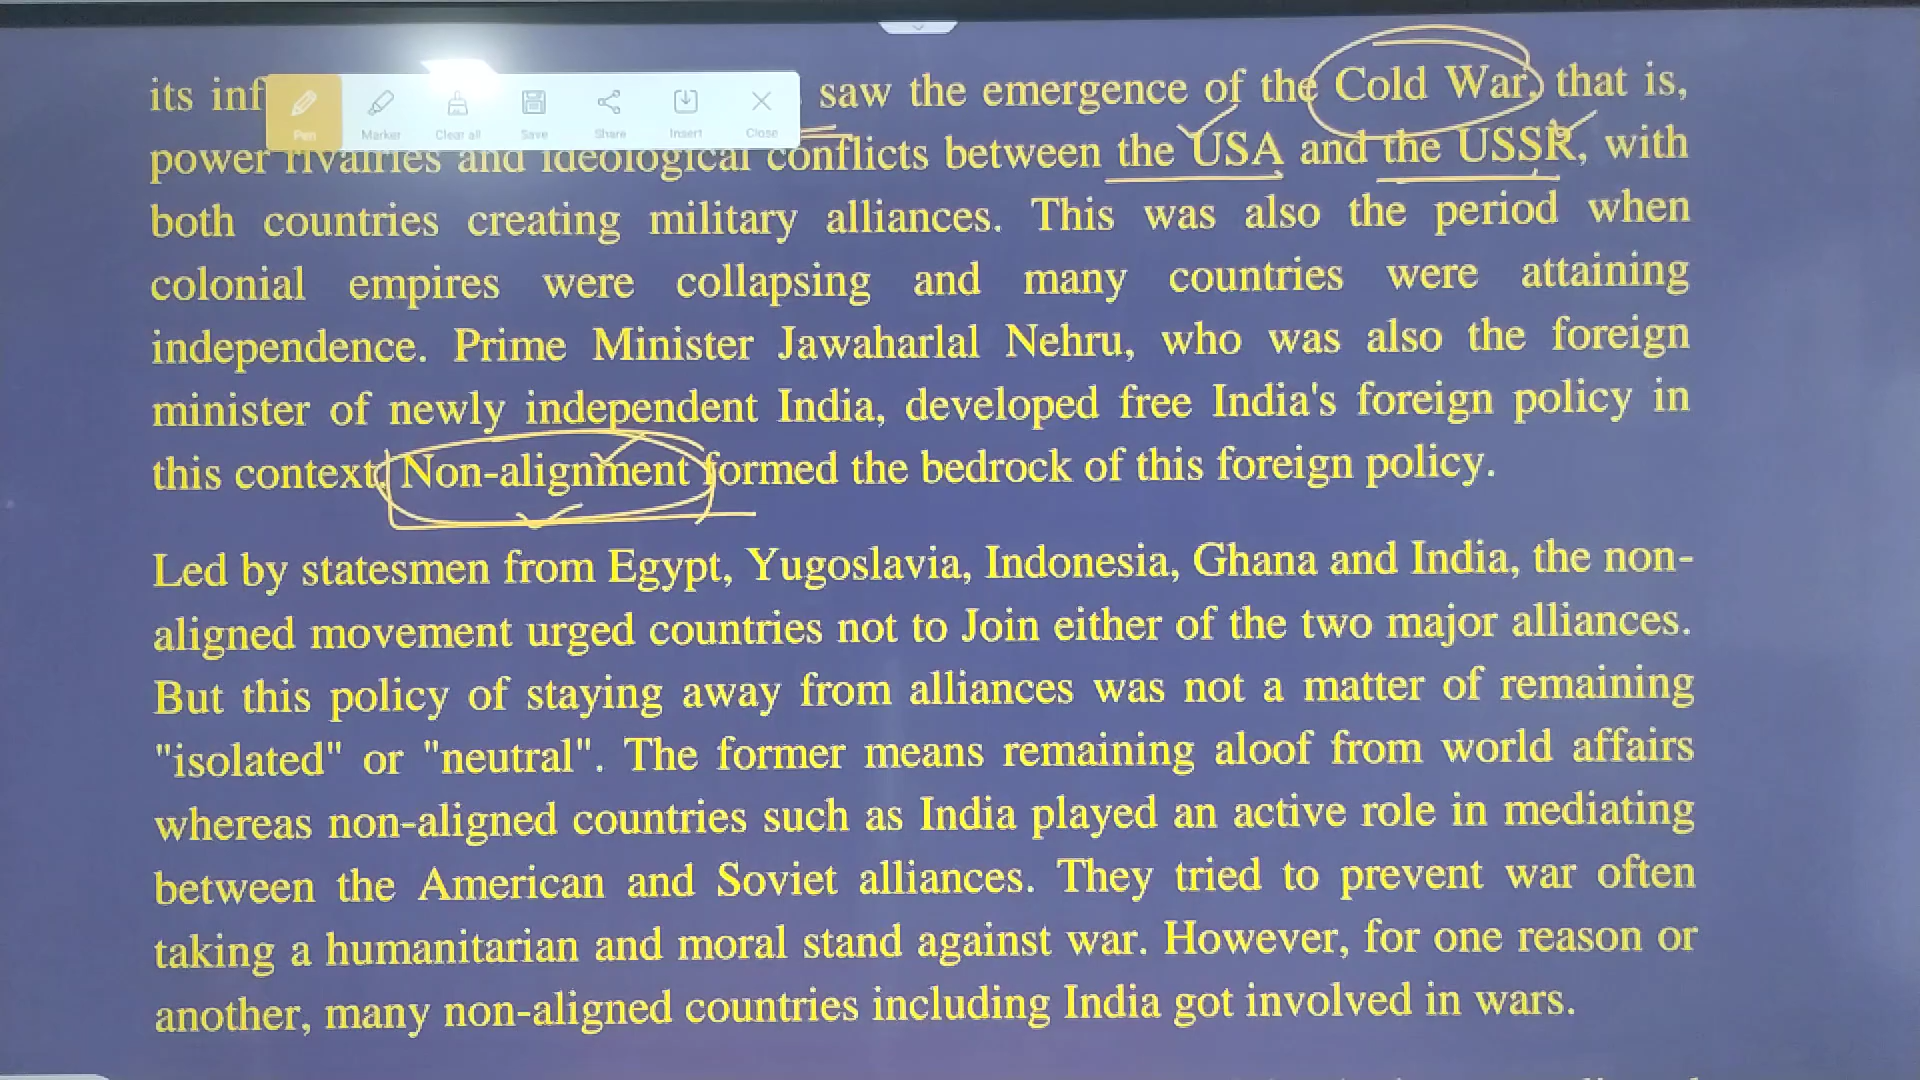 its inf saw the emergence of the Cold War, that is,
Pen Marker Clear all Save Share Insert Close
power rivalries and ideological conflicts between the USA and the USSR, with
both countries creating military alliances. This was also the period when
colonial empires were collapsing and many countries were attaining
independence. Prime Minister Jawaharlal Nehru, who was also the foreign
minister of newly independent India, developed free India's foreign policy in
this context. Non-alignment formed the bedrock of this foreign policy.
Led by statesmen from Egypt, Yugoslavia, Indonesia, Ghana and India, the non-
aligned movement urged countries not to Join either of the two major alliances.
But this policy of staying away from alliances was not a matter of remaining
"isolated" or "neutral". The former means remaining aloof from world affairs
whereas non-aligned countries such as India played an active role in mediating
between the American and Soviet alliances. They tried to prevent war often
taking a humanitarian and moral stand against war. However, for one reason or
another, many non-aligned countries including India got involved in wars.